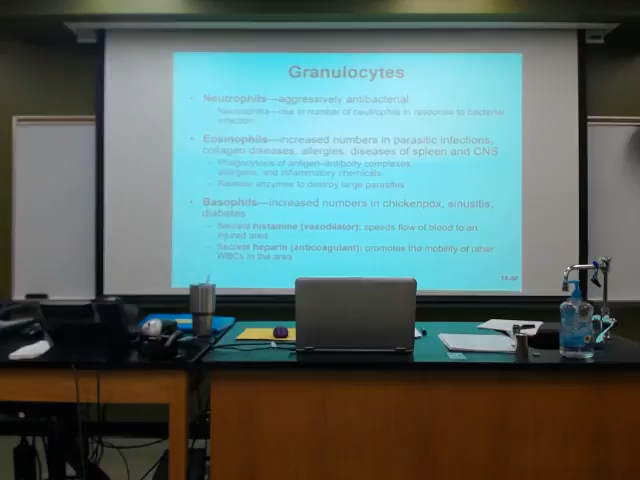 Granulocytes
• Neutrophils—aggressively antibacterial
– Neutrophilia—rise in number of neutrophils in response to bacterial
infection
• Eosinophils—increased numbers in parasitic infections,
collagen diseases, allergies, diseases of spleen and CNS
– Phagocytosis of antigen–antibody complexes,
allergens, and inflammatory chemicals
– Release enzymes to destroy large parasites
• Basophils—increased numbers in chickenpox, sinusitis,
diabetes
– Secrete histamine (vasodilator): speeds flow of blood to an
injured area
– Secrete heparin (anticoagulant): promotes the mobility of other
WBCs in the area